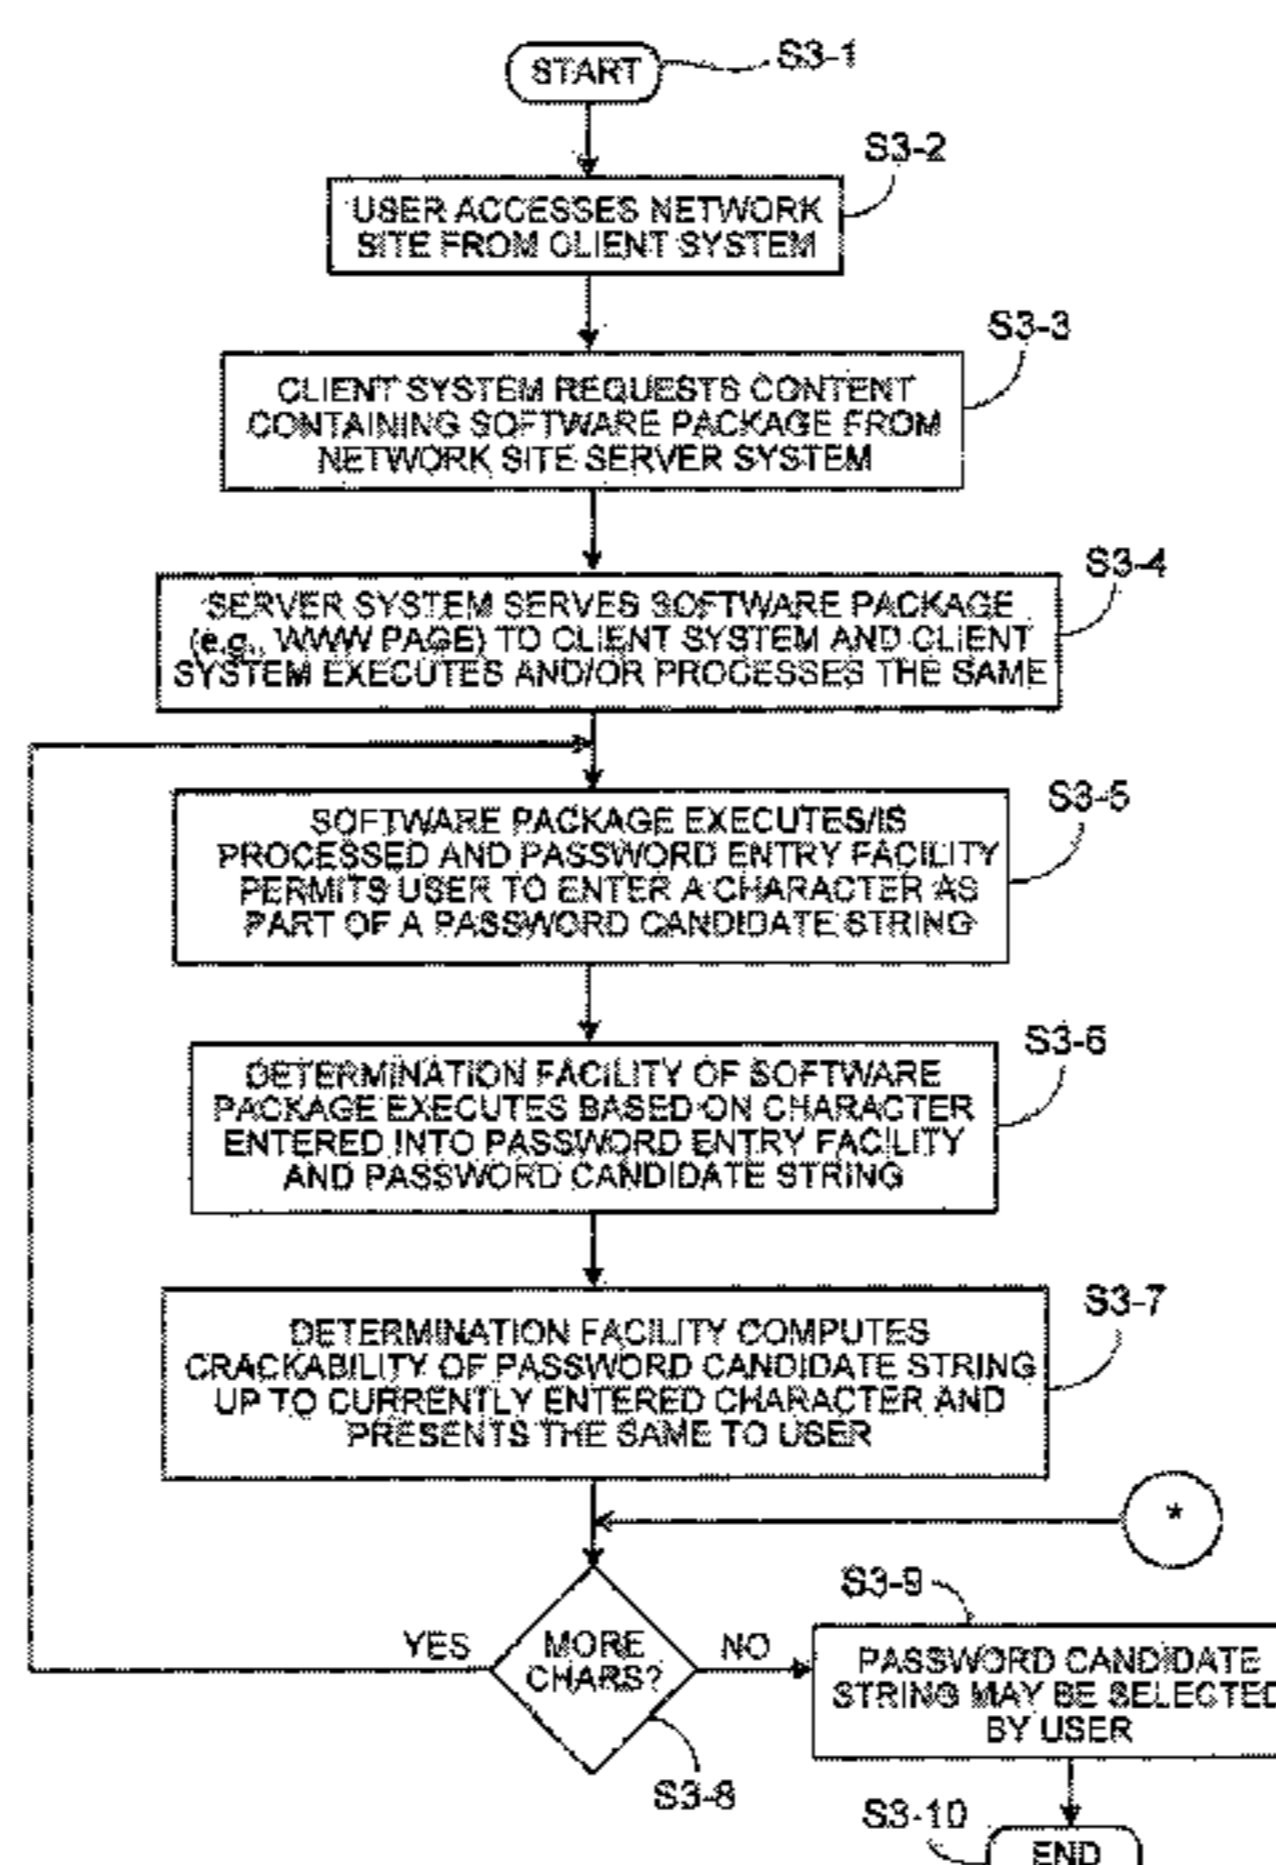 START
S3-1
S3-2
USER ACCESSES NETWORK
SITE FROM CLIENT SYSTEM
S3-3
CLIENT SYSTEM REQUESTS CONTENT
CONTAINING SOFTWARE PACKAGE FROM
NETWORK SITE SERVER SYSTEM
S3-4
SERVER SYSTEM SERVES SOFTWARE PACKAGE
(e.g., WWW PAGE) TO CLIENT SYSTEM AND CLIENT
SYSTEM EXECUTES AND/OR PROCESSES THE SAME
S3-5
SOFTWARE PACKAGE EXECUTES/IS
PROCESSED AND PASSWORD ENTRY FACILITY
PERMITS USER TO ENTER A CHARACTER AS
PART OF A PASSWORD CANDIDATE STRING
S3-6
DETERMINATION FACILITY OF SOFTWARE
PACKAGE EXECUTES BASED ON CHARACTER
ENTERED INTO PASSWORD ENTRY FACILITY
AND PASSWORD CANDIDATE STRING
S3-7
DETERMINATION FACILITY COMPUTES
CRACKABILITY OF PASSWORD CANDIDATE STRING
UP TO CURRENTLY ENTERED CHARACTER AND
PRESENTS THE SAME TO USER
*
S3-9
YES
MORE
CHARS?
NO
PASSWORD CANDIDATE
STRING MAY BE SELECTED
BY USER
S3-8
S3-10
END